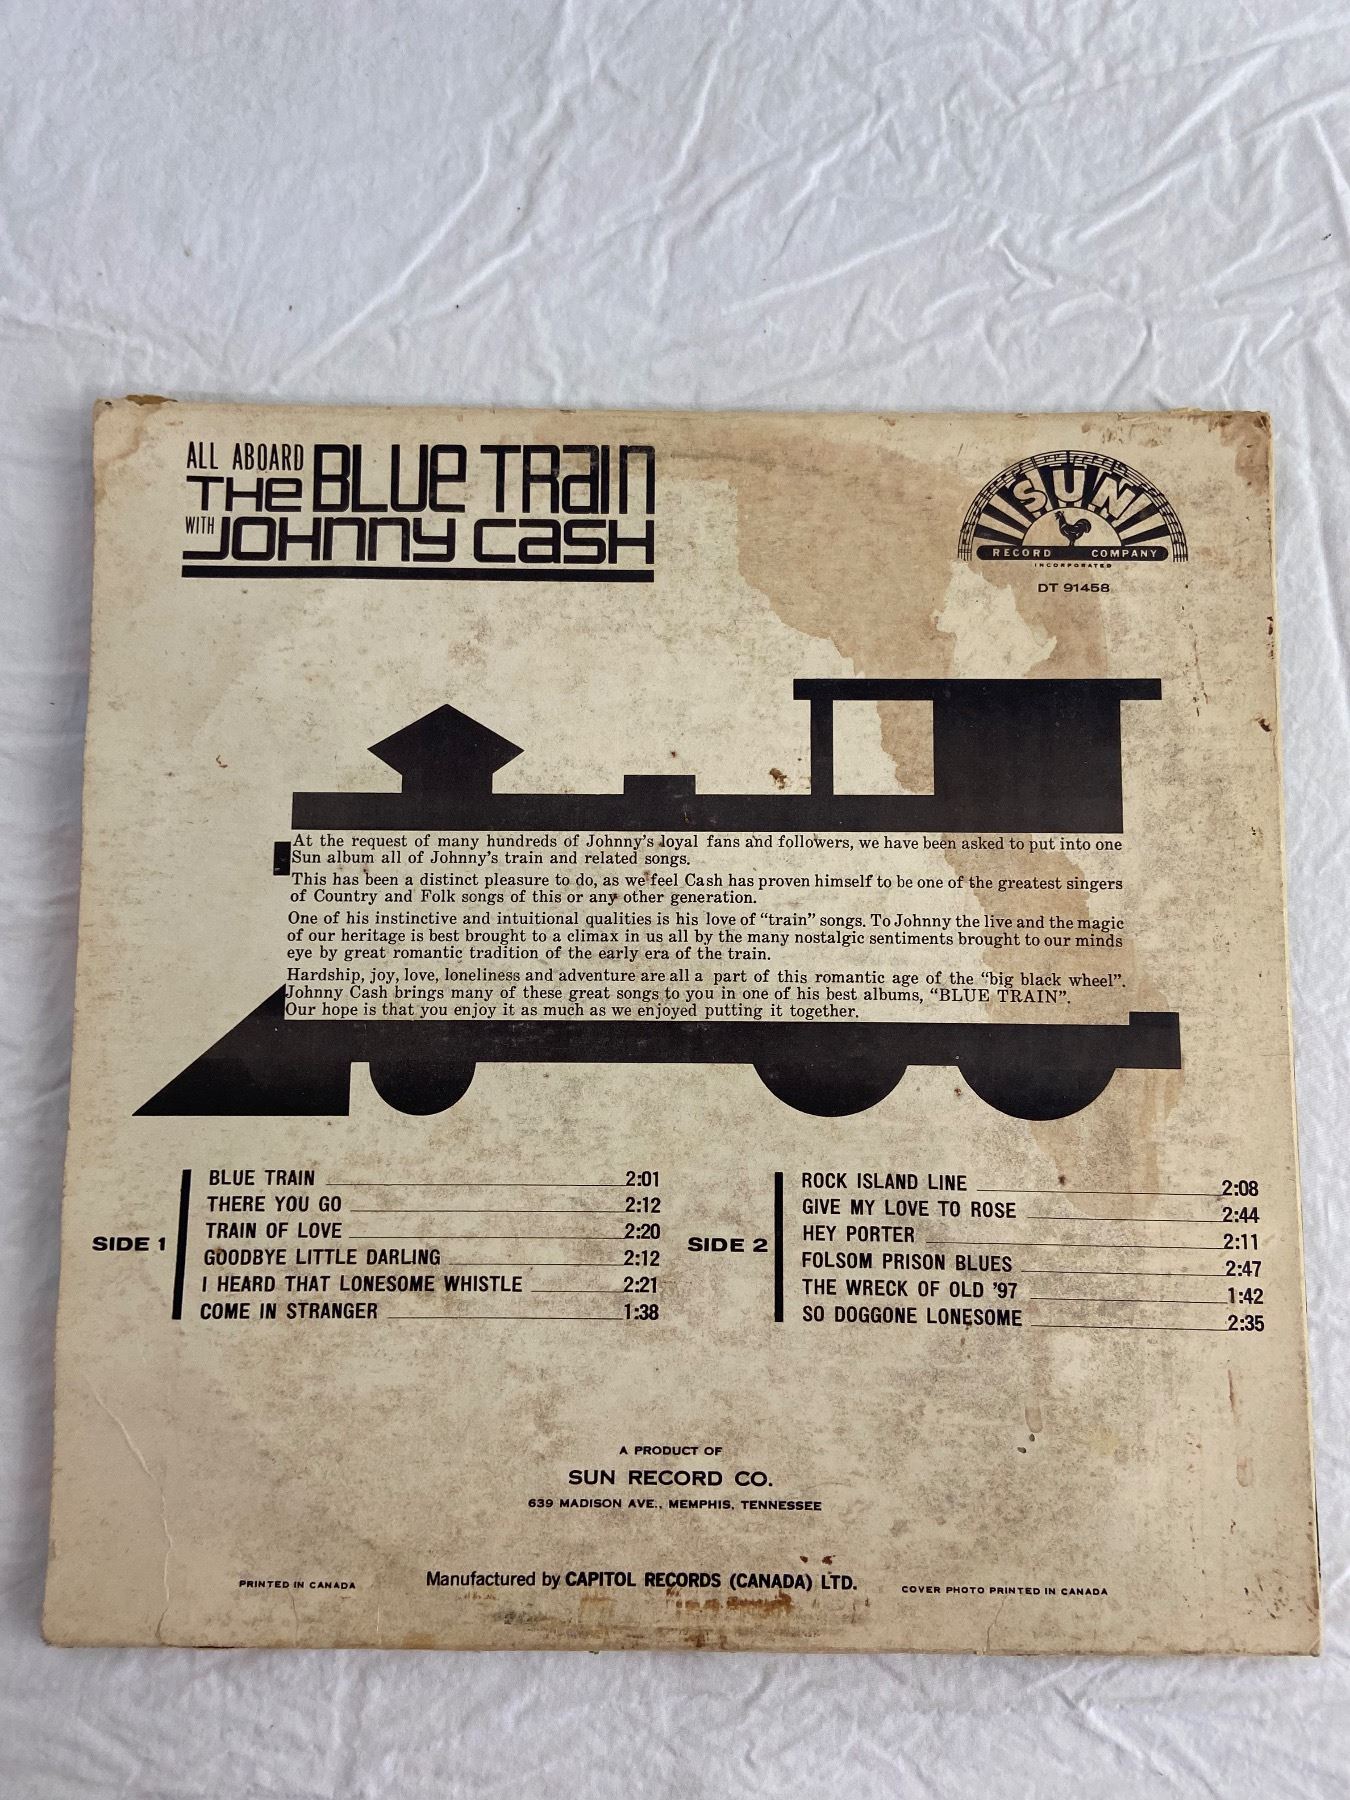 ALL ABOARD
THE BLUE TRAIN
WITH JOHNNY CASH
SUN
RECORD COMPANY
INCORPORATED
DT 91458
At the request of many hundreds of Johnny's loyal fans and followers, we have been asked to put into one
Sun album all of Johnny's train and related songs.
This has been a distinct pleasure to do, as we feel Cash has proven himself to be one of the greatest singers
of Country and Folk songs of this or any other generation.
One of his instinctive and intuitional qualities is his love of "train" songs. To Johnny the live and the magic
of our heritage is best brought to a climax in us all by the many nostalgic sentiments brought to our minds
eye by great romantic tradition of the early era of the train.
Hardship, joy, love, loneliness and adventure are all a part of this romantic age of the "big black wheel".
Johnny Cash brings many of these great songs to you in one of his best albums, "BLUE TRAIN".
Our hope is that you enjoy it as much as we enjoyed putting it together.
SIDE 1
BLUE TRAIN 2:01
THERE YOU GO 2:12
TRAIN OF LOVE 2:20
GOODBYE LITTLE DARLING 2:12
I HEARD THAT LONESOME WHISTLE 2:21
COME IN STRANGER 1:38
SIDE 2
ROCK ISLAND LINE 2:08
GIVE MY LOVE TO ROSE 2:44
HEY PORTER 2:11
FOLSOM PRISON BLUES 2:47
THE WRECK OF OLD '97 1:42
SO DOGGONE LONESOME 2:35
A PRODUCT OF
SUN RECORD CO.
639 MADISON AVE., MEMPHIS, TENNESSEE
PRINTED IN CANADA
Manufactured by CAPITOL RECORDS (CANADA) LTD.
COVER PHOTO PRINTED IN CANADA